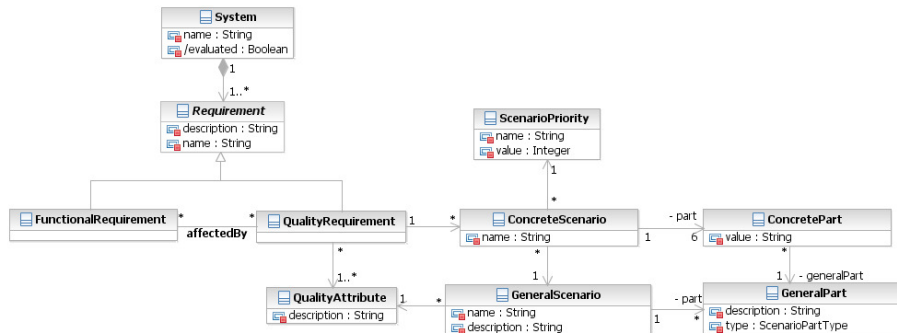 System
name : String
/evaluated : Boolean
1
1..*
Requirement
description : String
name : String
ScenarioPriority
name : String
value : Integer
1
*
FunctionalRequirement
*
affectedBy
*
QualityRequirement
1
*
ConcreteScenario
name : String
1
- part
6
ConcretePart
value : String
*
1..*
*
1
*
1
- generalPart
QualityAttribute
description : String
1
*
GeneralScenario
name : String
description : String
1
- part
*
GeneralPart
description : String
type : ScenarioPartType